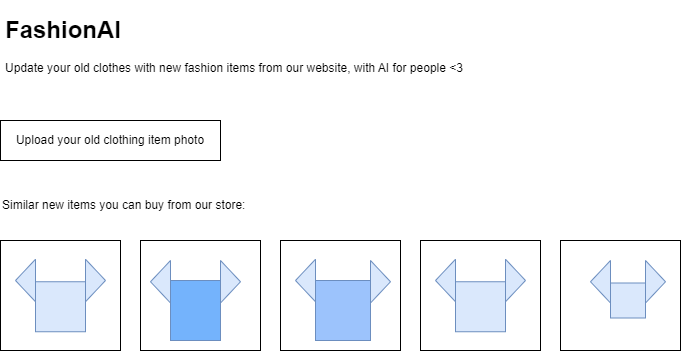 FashionAI
Update your old clothes with new fashion items from our website, with AI for people <3
Upload your old clothing item photo
Similar new items you can buy from our store: